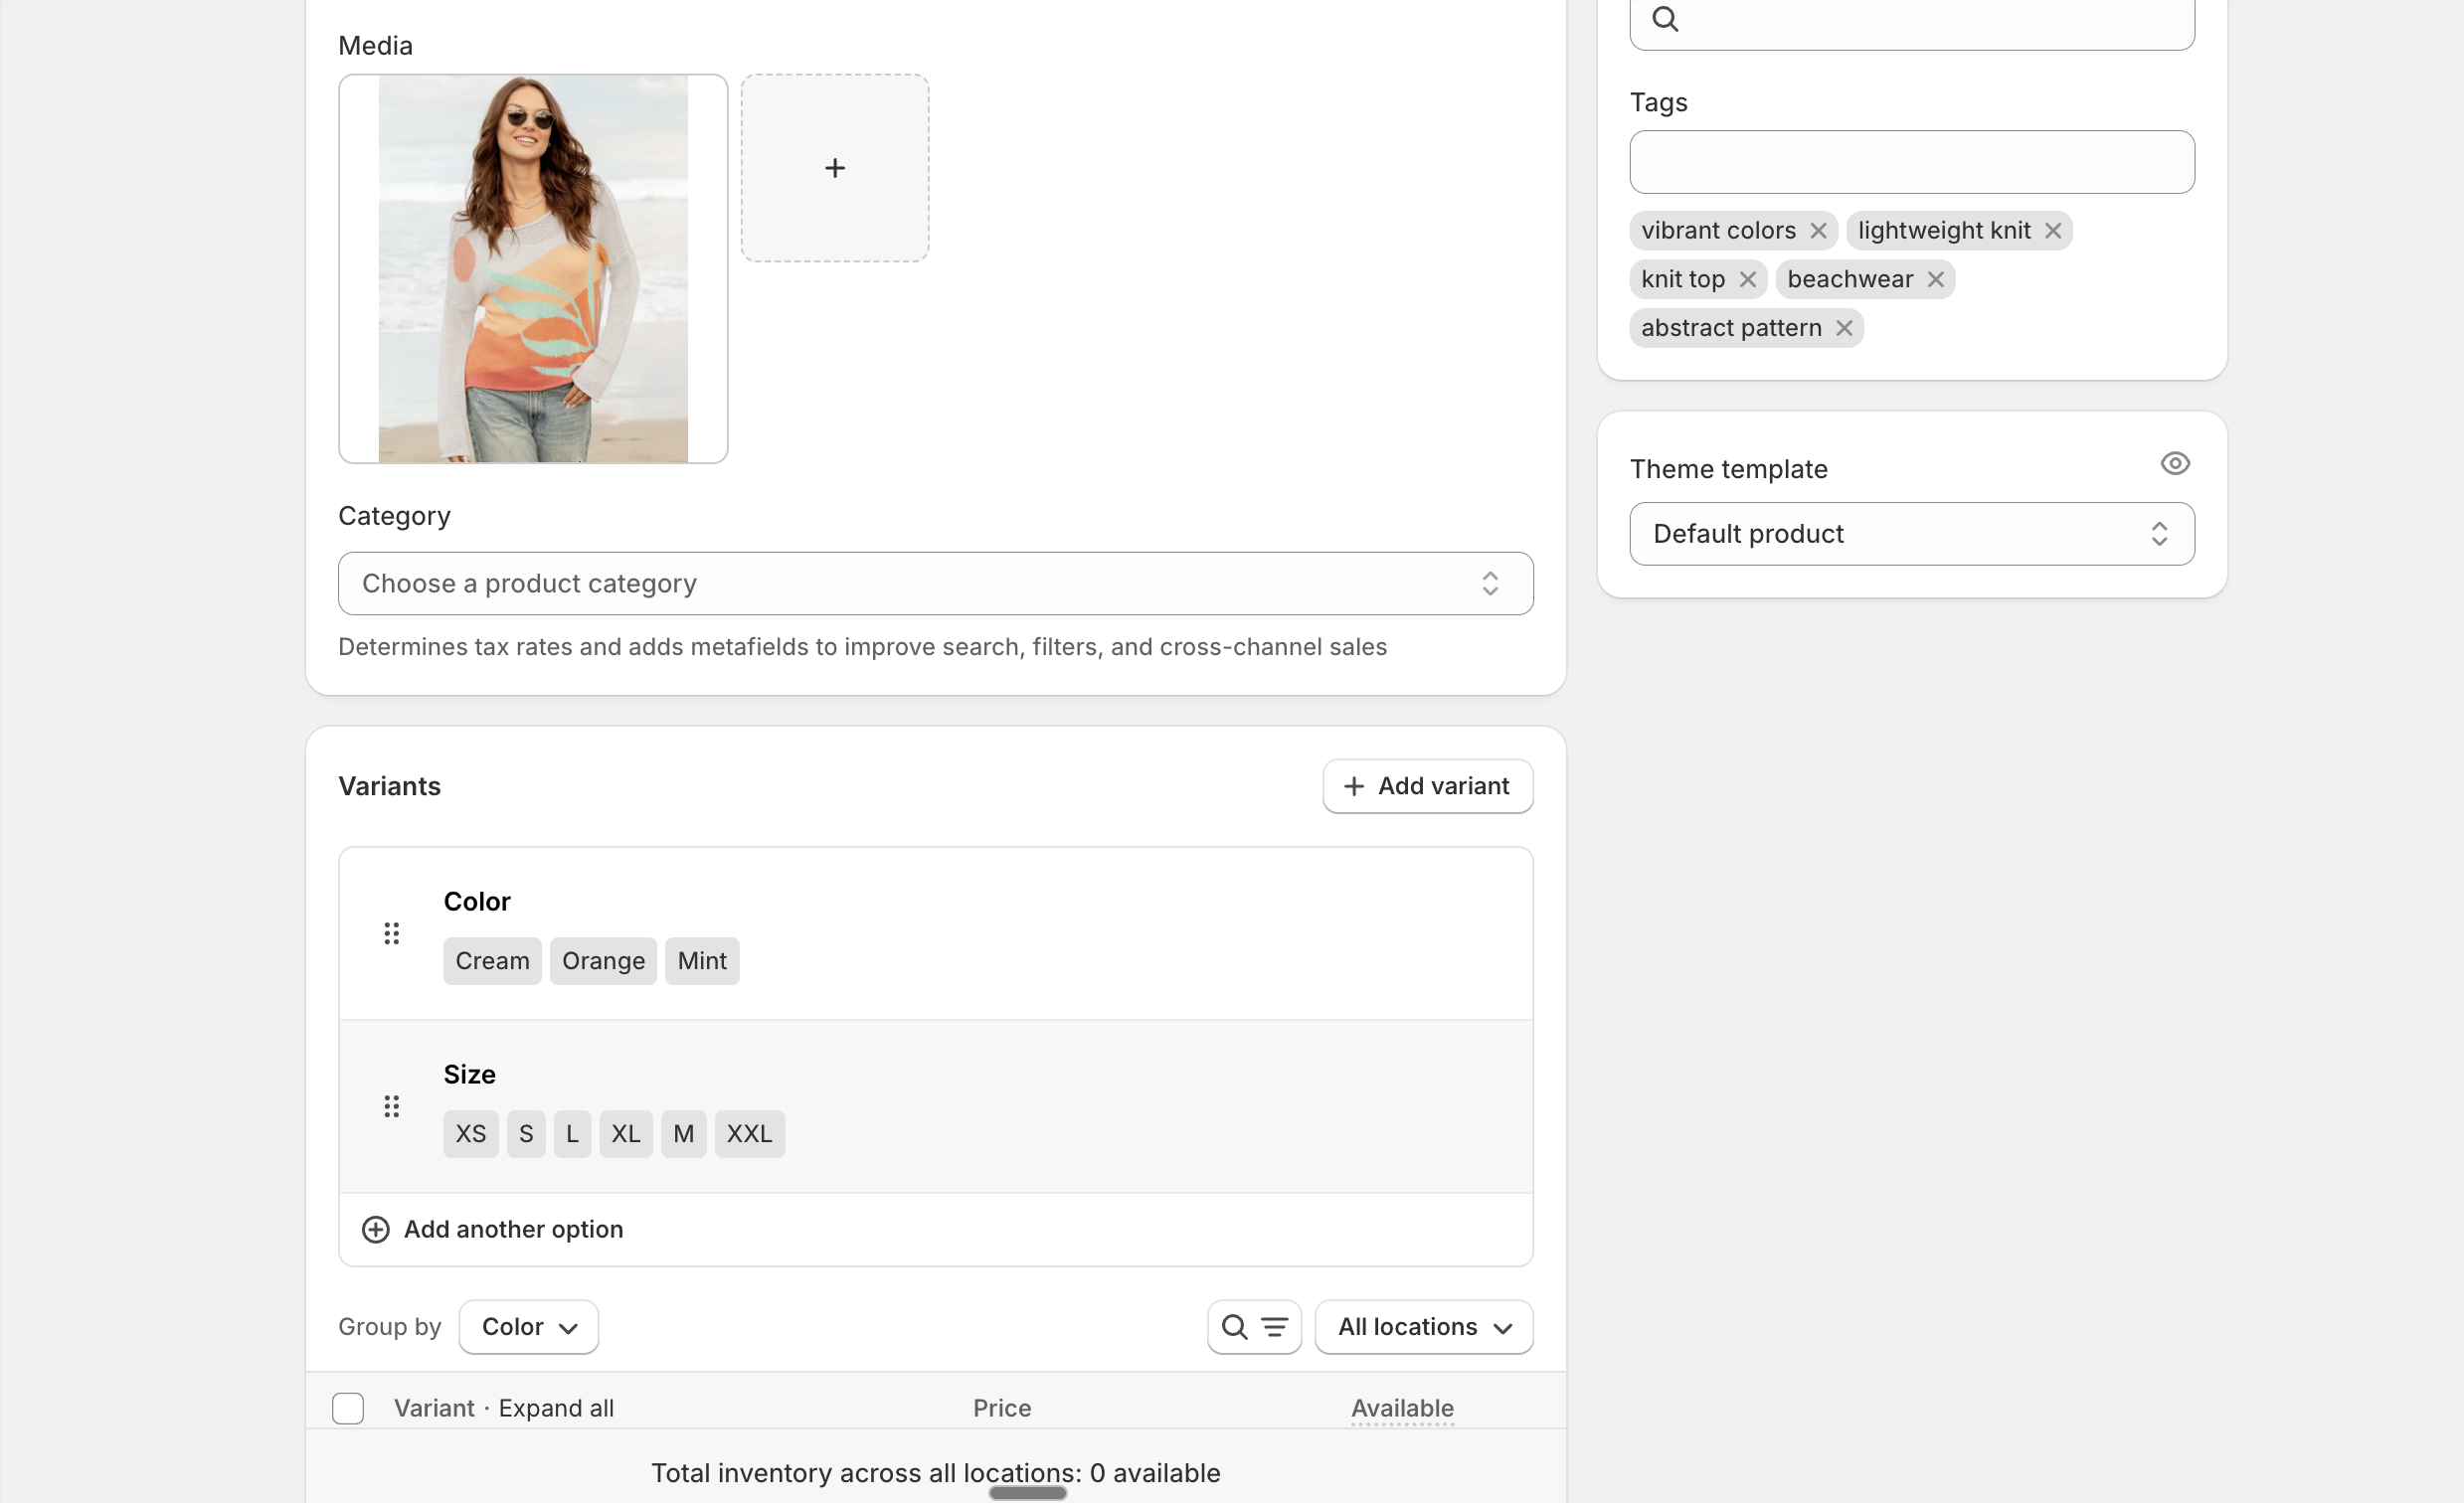 Media
Category
Choose a product category
Determines tax rates and adds metafields to improve search, filters, and cross-channel sales
Variants
Add variant
Color
Cream Orange Mint
Size
XS S L XL M XXL
Add another option
Group by Color
All locations
Variant · Expand all Price Available
Total inventory across all locations: 0 available
Tags
vibrant colors lightweight knit
knit top beachwear
abstract pattern
Theme template
Default product